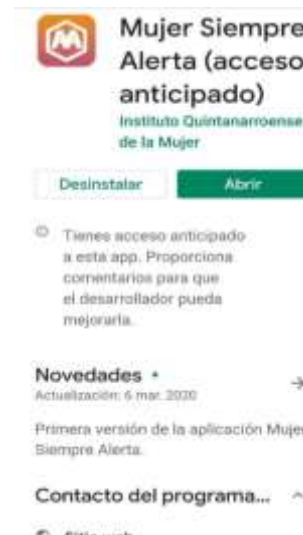 Mujer Siempre
Alerta (acceso
anticipado)
Instituto Quintanarroense
de la Mujer
Desinstalar
Abrir
Tienes acceso anticipado
a esta app. Proporciona
comentarios para que
el desarrollador pueda
mejorarla.
Novedades
Actualización: 6 mar. 2020
Primera versión de la aplicación Mujer
Siempre Alerta.
Contacto del programa...
Sitio web